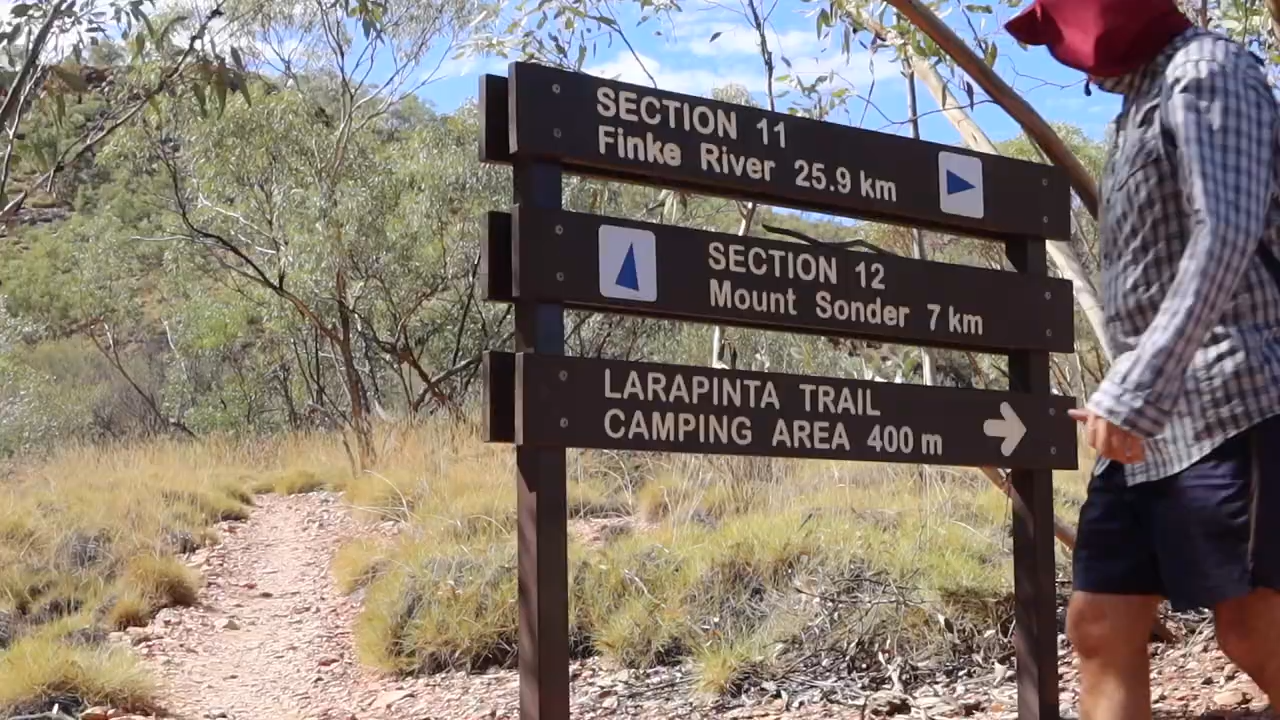 SECTION 11
Finke River 25.9 km
SECTION 12
Mount Sonder 7 km
LARAPINTA TRAIL
CAMPING AREA 400 m